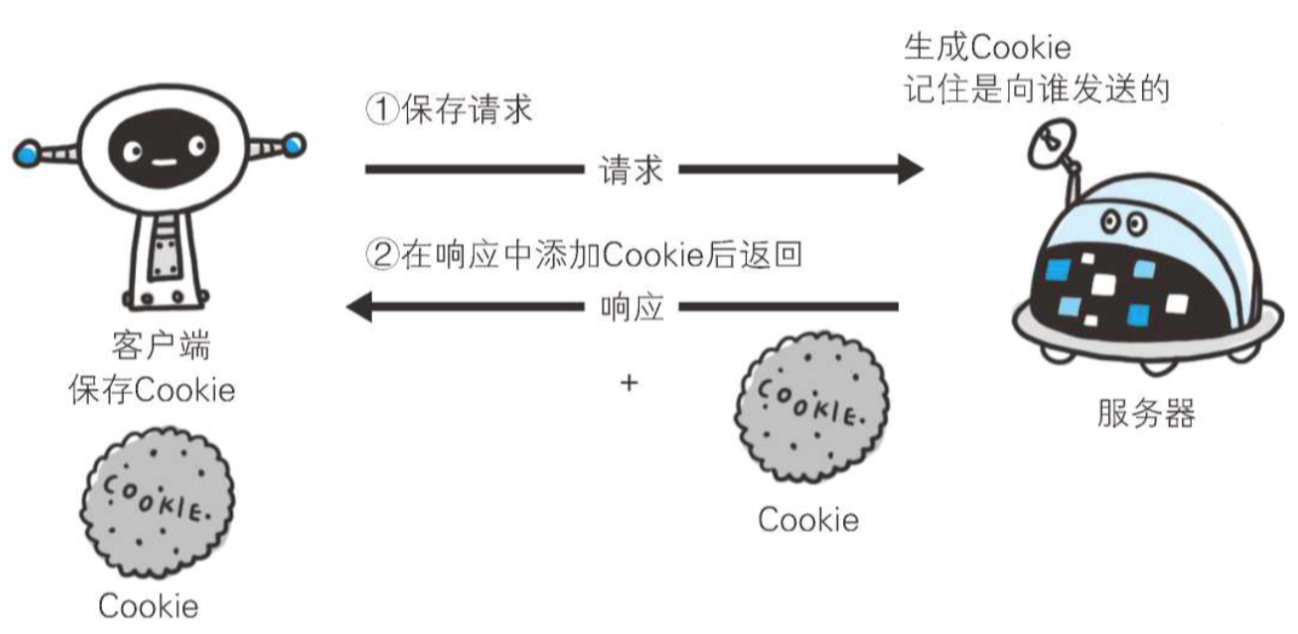 生成Cookie
记住是向谁发送的
①保存请求
请求
②在响应中添加Cookie后返回
响应
客户端
保存Cookie
+
COOKIE.
服务器
COOKIE.
Cookie
Cookie